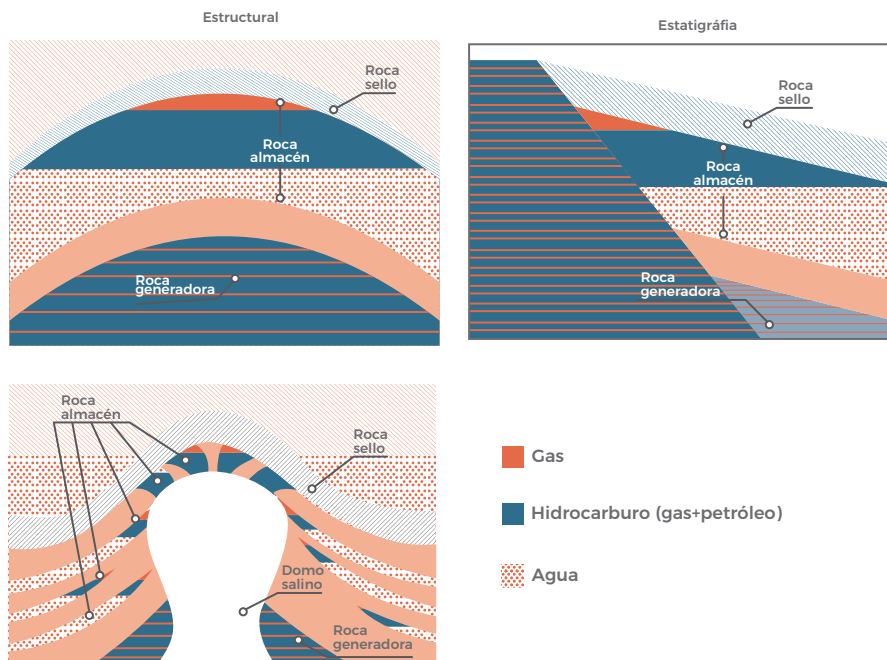 Estructural
Roca
sello
Roca
almacén
Roca
generadora
Estatigráfia
Roca
sello
Roca
almacén
Roca
generadora
Roca
almacén
Roca
sello
Domo
salino
Roca
generadora
Gas
Hidrocarburo (gas+petróleo)
Agua